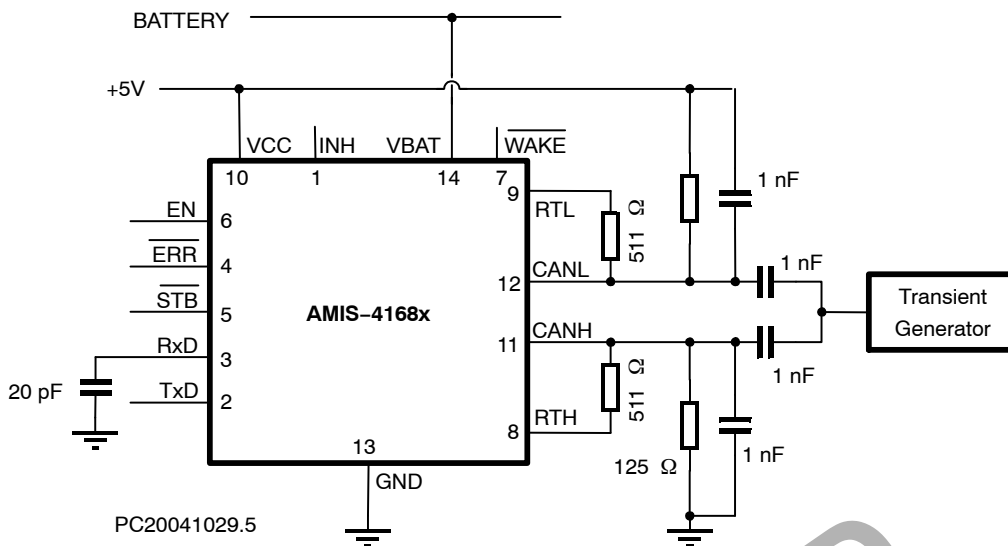 BATTERY
+5V
VCC
INH
VBAT
WAKE
10
1
14
7
9
RTL
511 Ω
1 nF
EN
6
ERR
4
STB
5
RxD
3
TxD
2
20 pF
AMIS−4168x
12
CANL
1 nF
Transient
Generator
11
CANH
1 nF
511 Ω
RTH
8
125 Ω
1 nF
13
GND
PC20041029.5